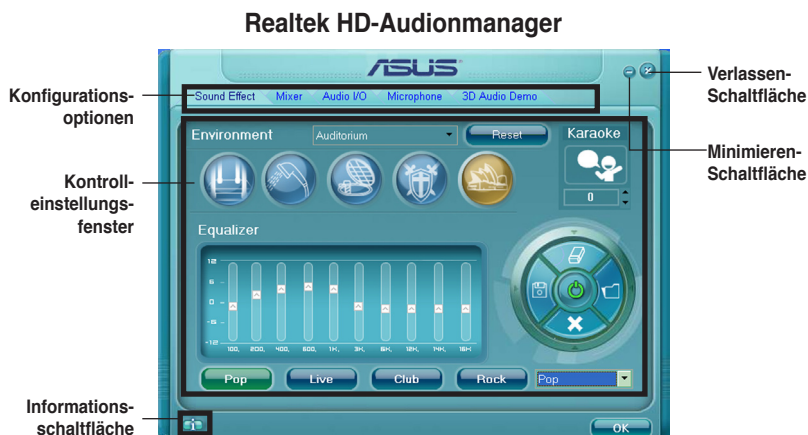 Realtek HD-Audionmanager
ASUS
Sound Effect Mixer Audio I/O Microphone 3D Audio Demo
Konfigurations-
optionen
Verlassen-
Schaltfläche
Environment Auditorium Reset Karaoke
Minimieren-
Schaltfläche
Kontroll-
einstellungs-
fenster
0
Equalizer
12
6
0
-6
-12
100, 200, 400, 600, 1K, 3K, 6K, 12K, 14K, 16K
Pop Live Club Rock Pop
Informations-
schaltfläche
i
OK